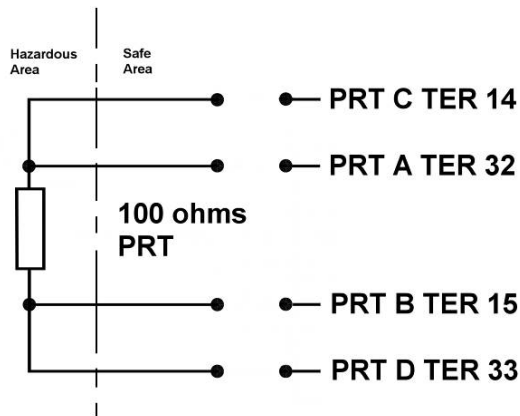 Hazardous
Area
Safe
Area
PRT C TER 14
PRT A TER 32
100 ohms
PRT
PRT B TER 15
PRT D TER 33